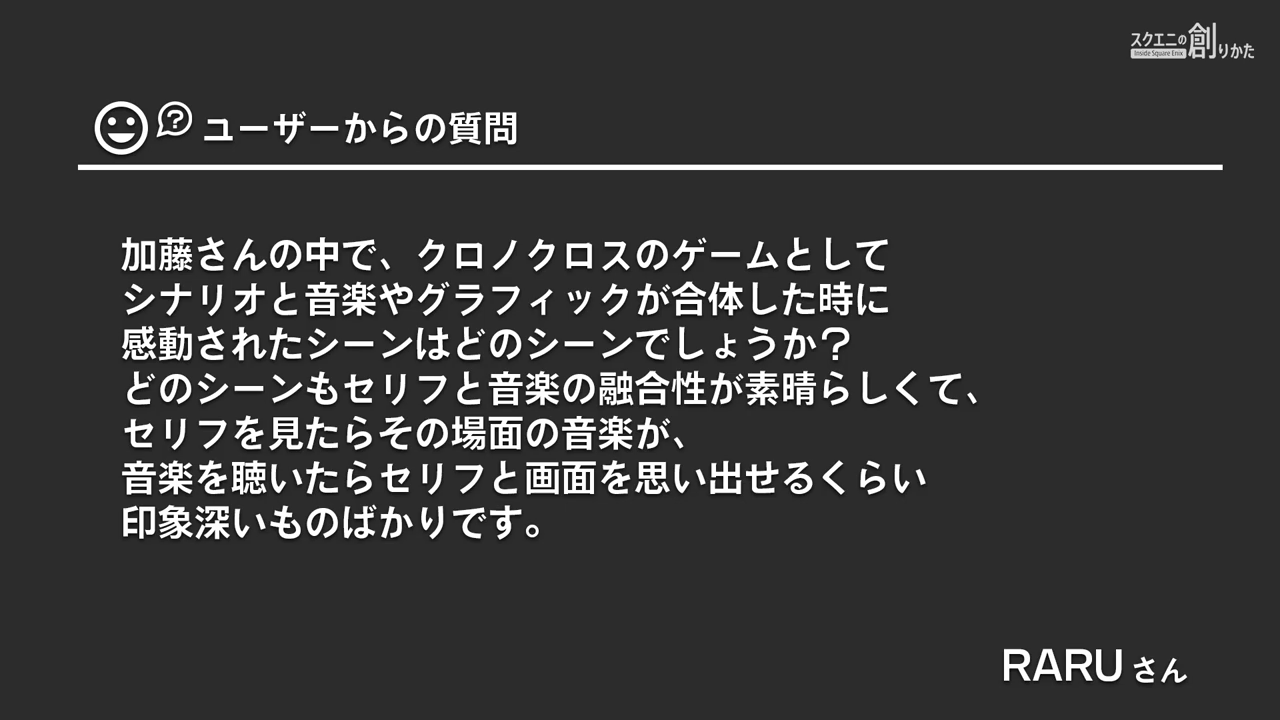 スクエニの創りかた
Inside Square Enix
ユーザーからの質問
加藤さんの中で、クロノクロスのゲームとして
シナリオと音楽やグラフィックが合体した時に
感動されたシーンはどのシーンでしょうか？
どのシーンもセリフと音楽の融合性が素晴らしくて、
セリフを見たらその場面の音楽が、
音楽を聴いたらセリフと画面を思い出せるくらい
印象深いものばかりです。
RARU さん